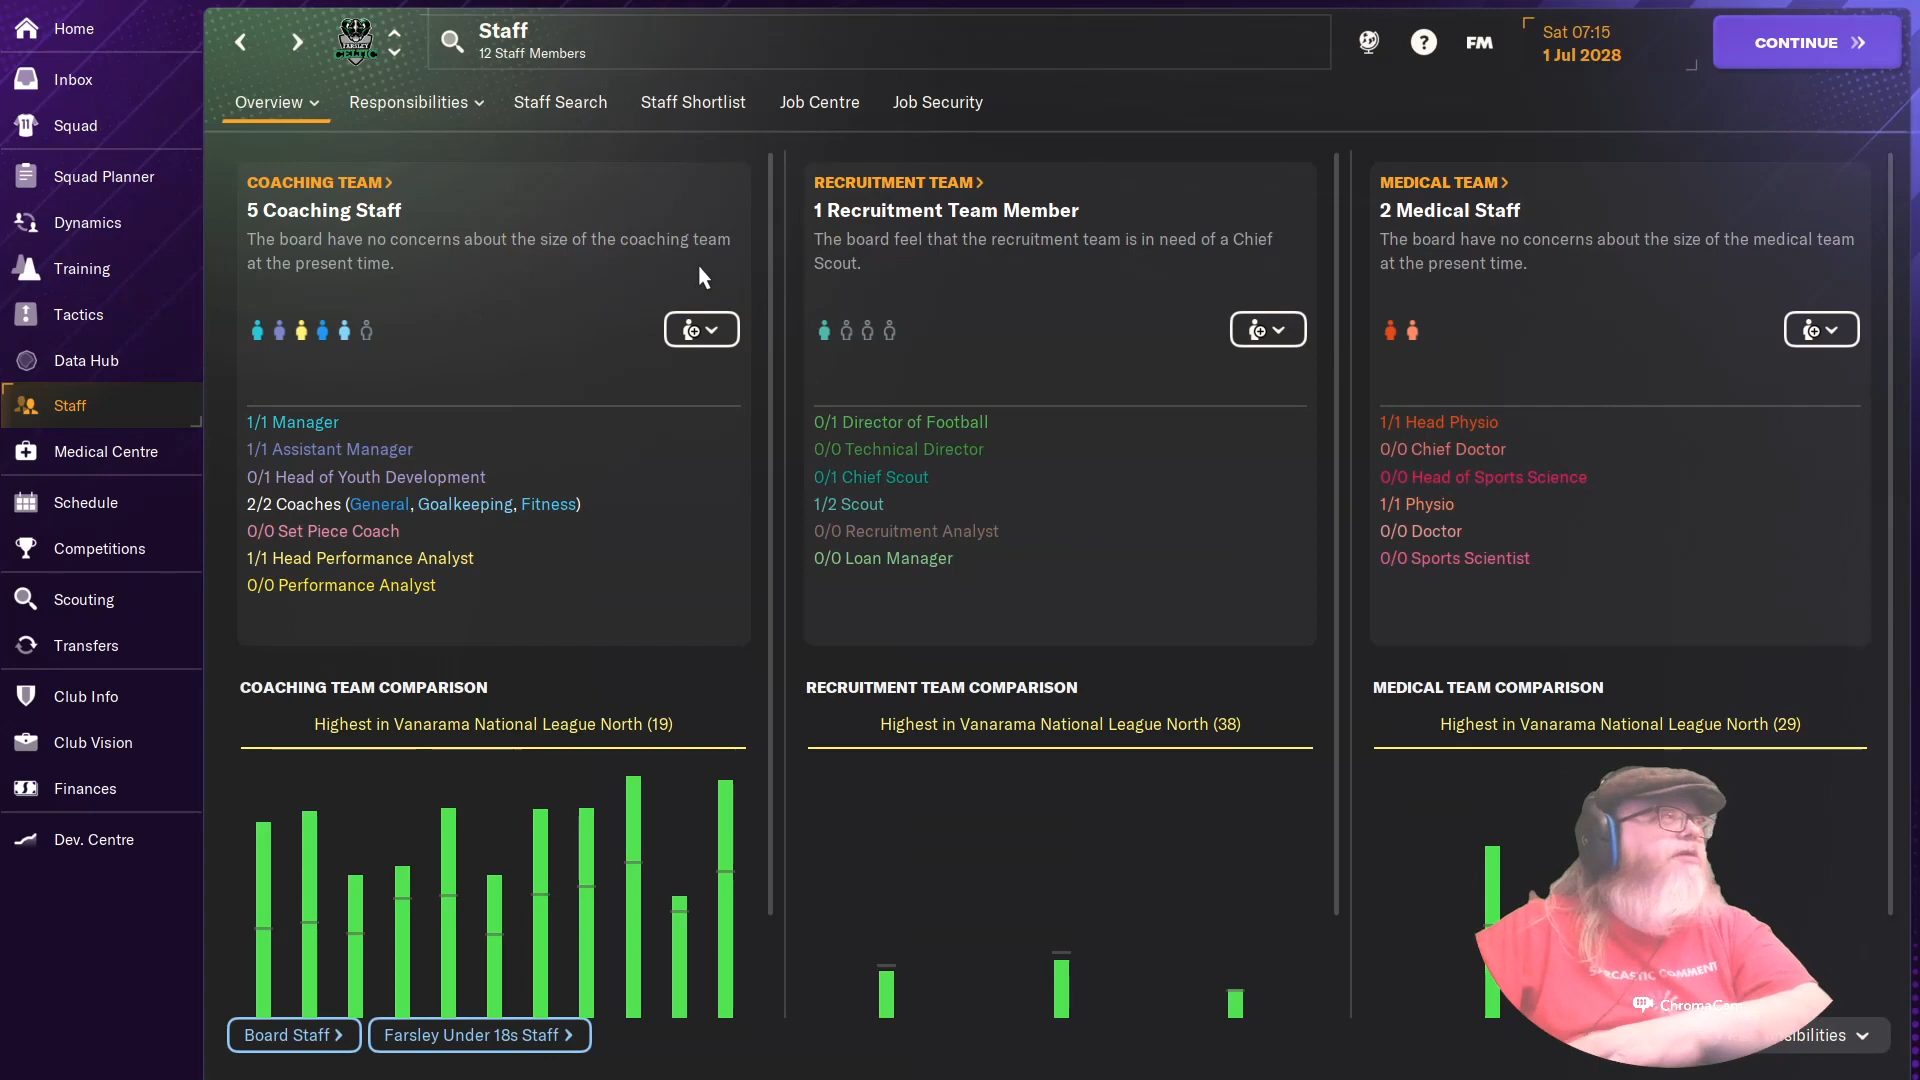 Home
Inbox
Squad
Squad Planner
Dynamics
Training
Tactics
Data Hub
Staff
Medical Centre
Schedule
Competitions
Scouting
Transfers
Club Info
Club Vision
Finances
Dev. Centre
FARSLEY
CELTIC
Staff
12 Staff Members
?
FM
Sat 07:15
1 Jul 2028
CONTINUE
Overview
Responsibilities
Staff Search
Staff Shortlist
Job Centre
Job Security
COACHING TEAM >
5 Coaching Staff
The board have no concerns about the size of the coaching team
at the present time.
1/1 Manager
1/1 Assistant Manager
0/1 Head of Youth Development
2/2 Coaches (General, Goalkeeping, Fitness)
0/0 Set Piece Coach
1/1 Head Performance Analyst
0/0 Performance Analyst
COACHING TEAM COMPARISON
Highest in Vanarama National League North (19)
RECRUITMENT TEAM >
1 Recruitment Team Member
The board feel that the recruitment team is in need of a Chief
Scout.
0/1 Director of Football
0/0 Technical Director
0/1 Chief Scout
1/2 Scout
0/0 Recruitment Analyst
0/0 Loan Manager
RECRUITMENT TEAM COMPARISON
Highest in Vanarama National League North (38)
MEDICAL TEAM >
2 Medical Staff
The board have no concerns about the size of the medical team
at the present time.
1/1 Head Physio
0/0 Chief Doctor
0/0 Head of Sports Science
1/1 Physio
0/0 Doctor
0/0 Sports Scientist
MEDICAL TEAM COMPARISON
Highest in Vanarama National League North (29)
SARCASTIC COMMENT
ChromaCam
Board Staff >
Farsley Under 18s Staff >
sibilities